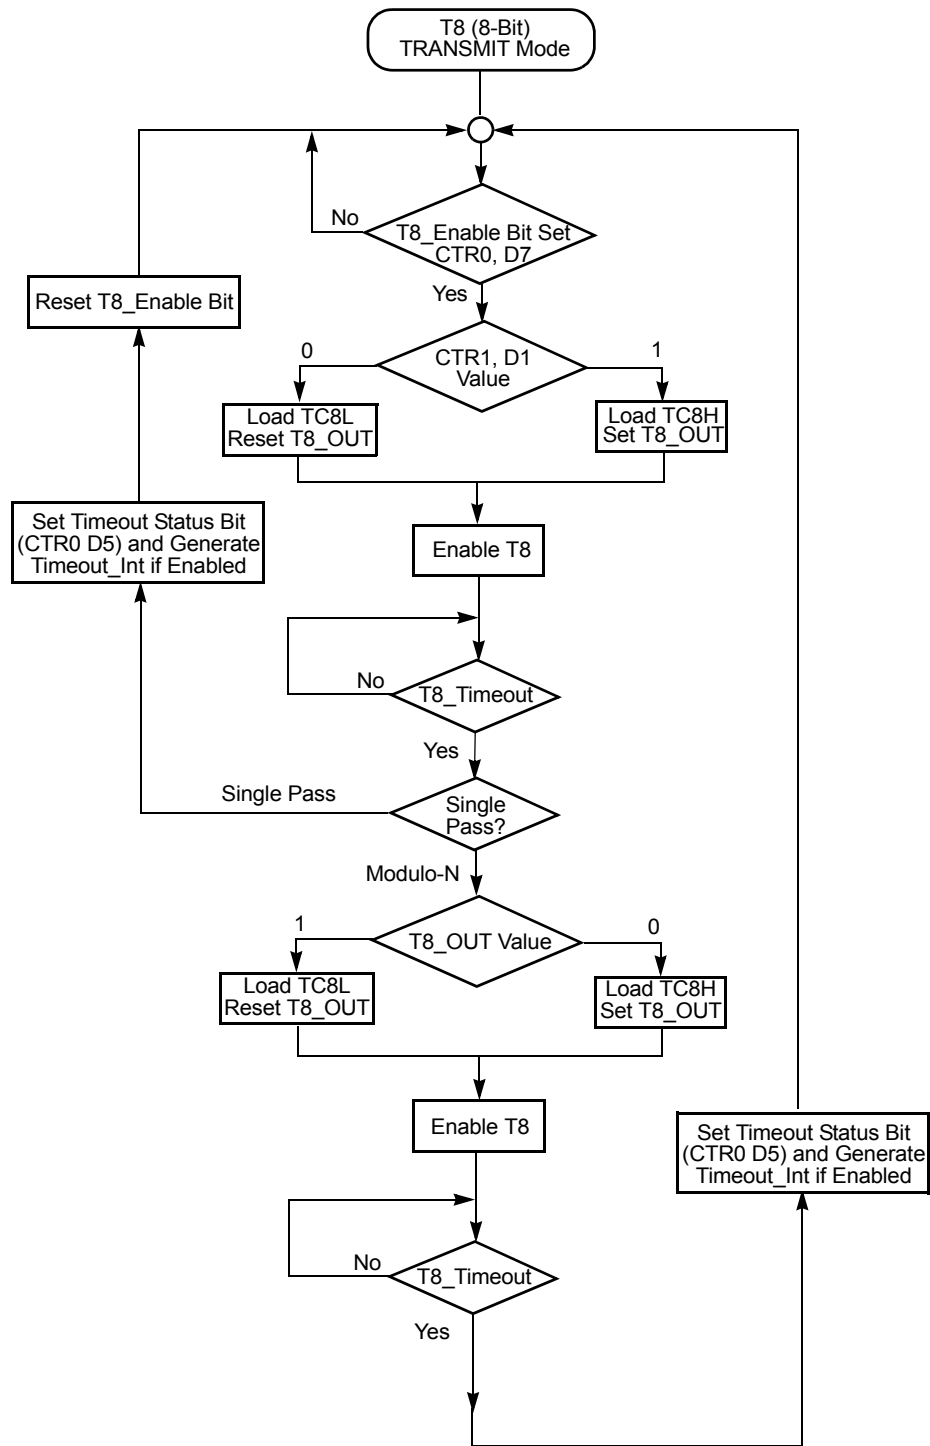 T8 (8-Bit)
TRANSMIT Mode
No
T8_Enable Bit Set
CTR0, D7
Yes
Reset T8_Enable Bit
0
CTR1, D1
Value
1
Load TC8L
Reset T8_OUT
Load TC8H
Set T8_OUT
Set Timeout Status Bit
(CTR0 D5) and Generate
Timeout_Int if Enabled
Enable T8
No
T8_Timeout
Yes
Single Pass
Single
Pass?
Modulo-N
1
T8_OUT Value
0
Load TC8L
Reset T8_OUT
Load TC8H
Set T8_OUT
Enable T8
Set Timeout Status Bit
(CTR0 D5) and Generate
Timeout_Int if Enabled
No
T8_Timeout
Yes